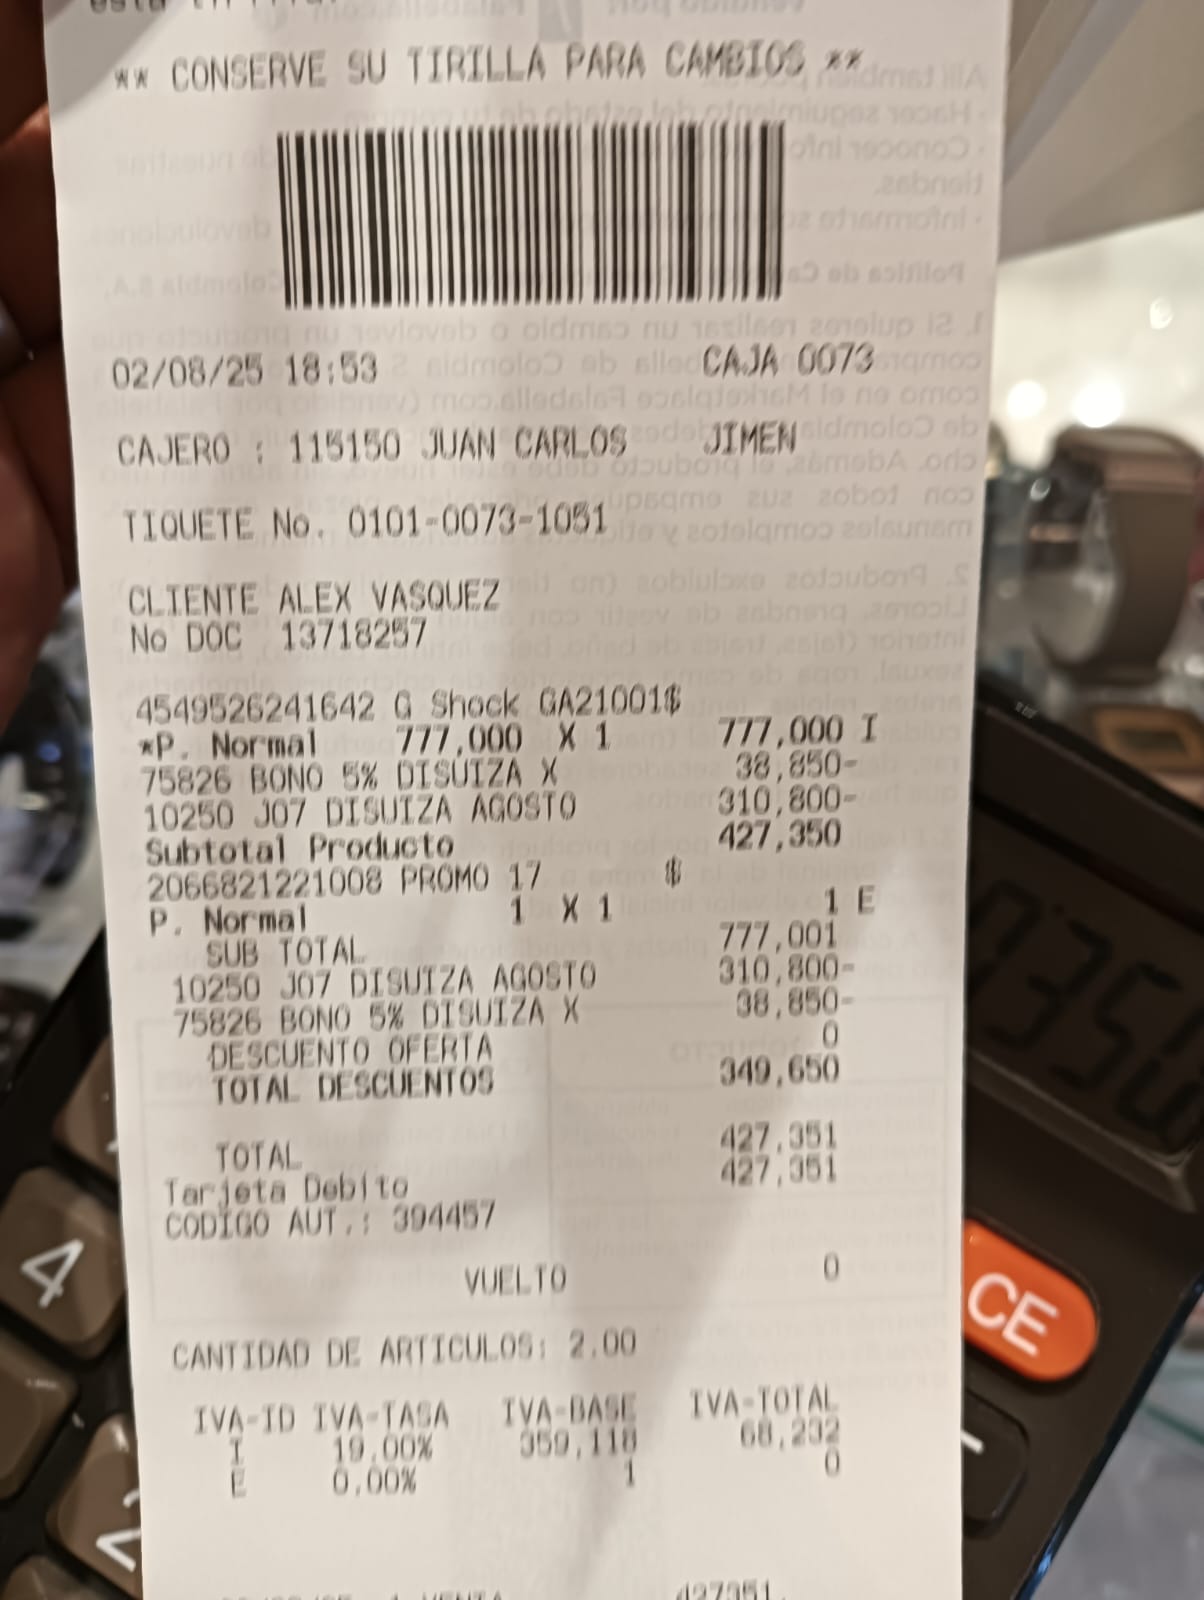 ** CONSERVE SU TIRILLA PARA CAMBIOS **
02/08/25 18:53 CAJA 0073
CAJERO : 115150 JUAN CARLOS JIMEN
TIQUETE No. 0101-0073-1051
CLIENTE ALEX VASQUEZ
No DOC 13718257
4549526241642 G Shock GA21001$
*P. Normal 777,000 X 1 777,000 I
75826 BONO 5% DISUIZA X 38,850-
10250 J07 DISUIZA AGOSTO 310,800-
Subtotal Producto 427,350
2066821221008 PROMO 17 $
P. Normal 1 X 1 1 E
SUB TOTAL 777,001
10250 J07 DISUIZA AGOSTO 310,800-
75826 BONO 5% DISUIZA X 38,850-
DESCUENTO OFERTA 0
TOTAL DESCUENTOS 349,650
TOTAL 427,351
Tarjeta Debito 427,351
CODIGO AUT.: 394457
VUELTO 0
CANTIDAD DE ARTICULOS: 2.00
IVA-ID IVA-TASA IVA-BASE IVA-TOTAL
I 19.00% 359,118 68,232
E 0.00% 1 0
427351
4
2
CE